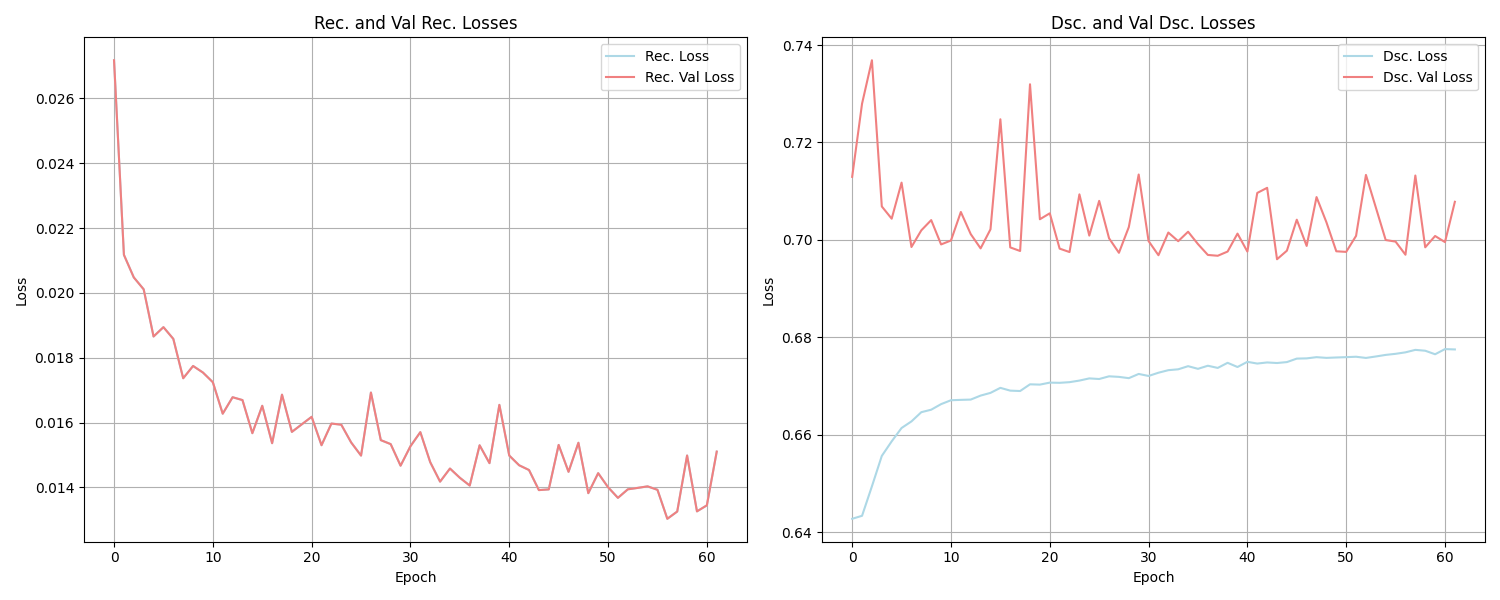 Rec. and Val Rec. Losses
Rec. Loss
Rec. Val Loss
0.026
0.024
0.022
0.020
0.018
0.016
0.014
Loss
0 10 20 30 40 50 60
Epoch
Dsc. and Val Dsc. Losses
Dsc. Loss
Dsc. Val Loss
0.74
0.72
0.70
0.68
0.66
0.64
Loss
0 10 20 30 40 50 60
Epoch